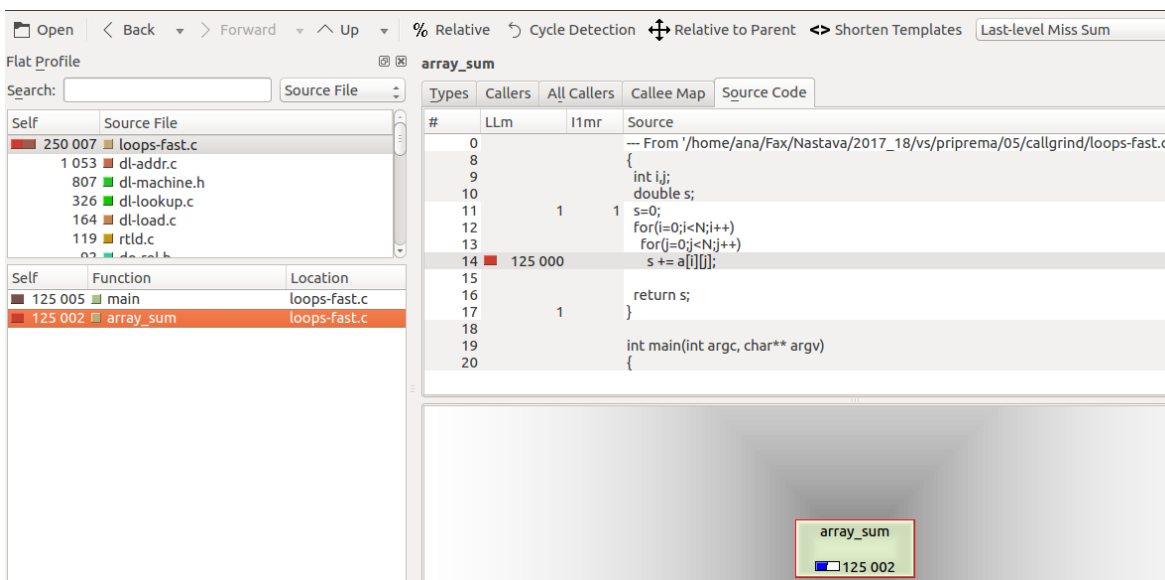 Open < Back > Forward Up % Relative Cycle Detection Relative to Parent <> Shorten Templates Last-level Miss Sum
Flat Profile
Search: Source File
Self Source File
250 007 loops-fast.c
1 053 dl-addr.c
807 dl-machine.h
326 dl-lookup.c
164 dl-load.c
119 rtld.c
Self Function Location
125 005 main loops-fast.c
125 002 array_sum loops-fast.c
array_sum
Types Callers All Callers Callee Map Source Code
# LLm I1mr Source
0 --- From '/home/ana/Fax/Nastava/2017_18/vs/priprema/05/callgrind/loops-fast.c
8 {
9 int i,j;
10 double s;
11 1 1 s=0;
12 for(i=0;i<N;i++)
13 for(j=0;j<N;j++)
14 125 000 s += a[i][j];
15
16 return s;
17 1 }
18
19 int main(int argc, char** argv)
20 {
array_sum
125 002